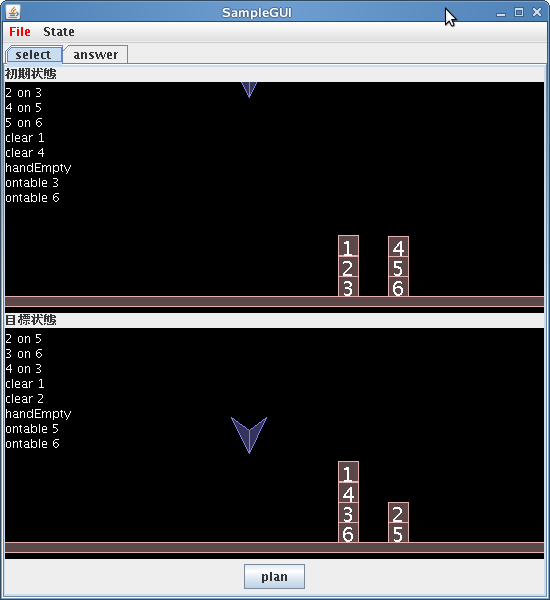 SampleGUI
File State
select answer
初期状態
2 on 3
4 on 5
5 on 6
clear 1
clear 4
handEmpty
ontable 3
ontable 6
1 4
2 5
3 6
目標状態
2 on 5
3 on 6
4 on 3
clear 1
clear 2
handEmpty
ontable 5
ontable 6
1
4
3 2
6 5
plan